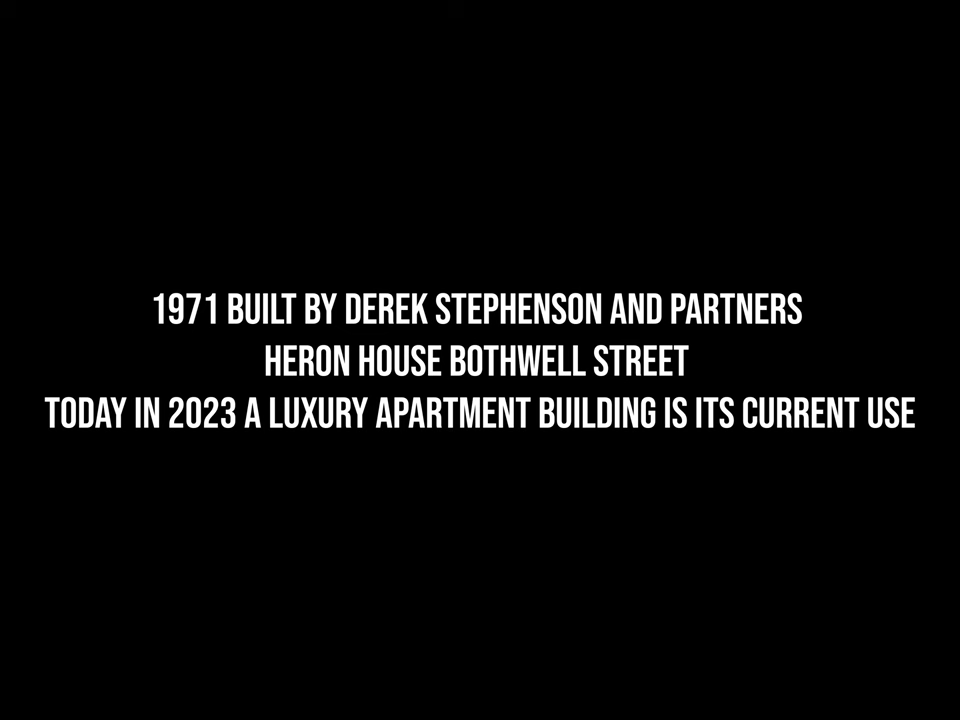 1971 BUILT BY DEREK STEPHENSON AND PARTNERS
HERON HOUSE BOTHWELL STREET
TODAY IN 2023 A LUXURY APARTMENT BUILDING IS ITS CURRENT USE